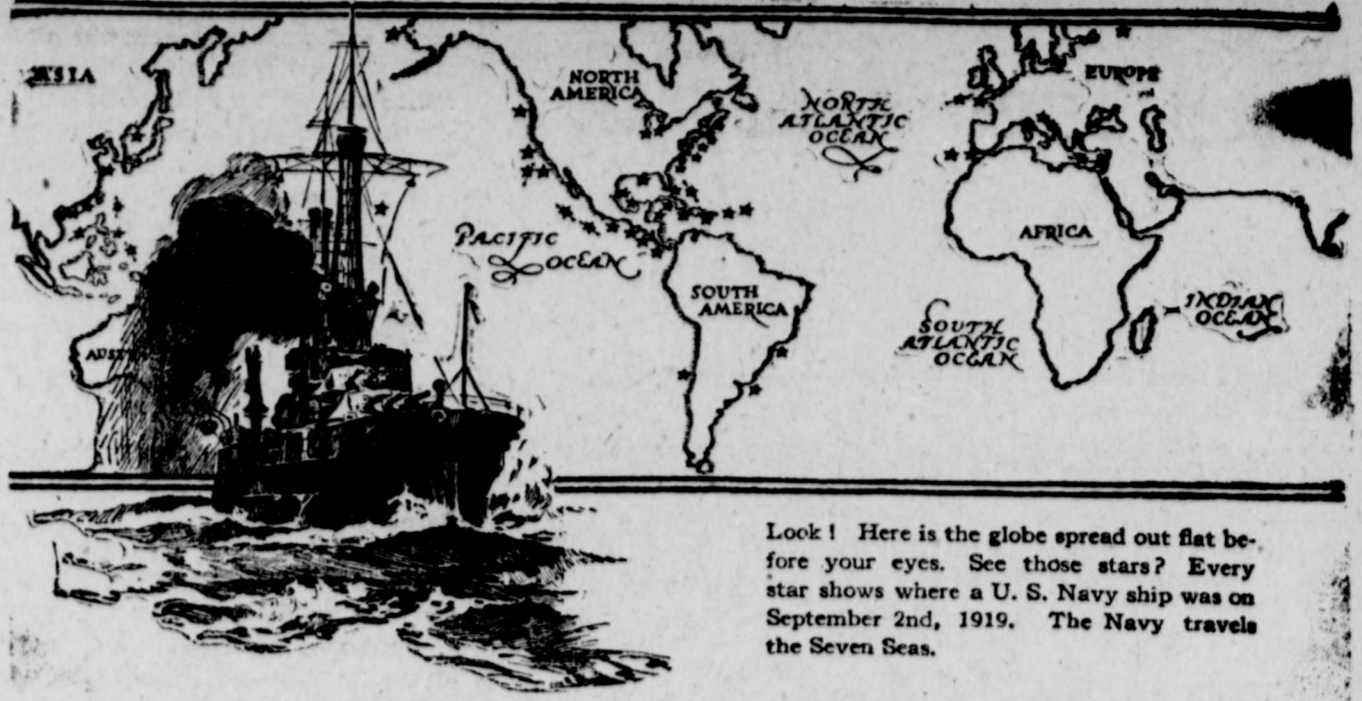 ASIA
NORTH
AMERICA
EUROPE
NORTH
ATLANTIC
OCEAN
PACIFIC
OCEAN
AFRICA
SOUTH
AMERICA
INDIAN
OCEAN
SOUTH
ATLANTIC
OCEAN
AUST
Look! Here is the globe spread out flat be-
fore your eyes. See those stars? Every
star shows where a U. S. Navy ship was on
September 2nd, 1919. The Navy travels
the Seven Seas.